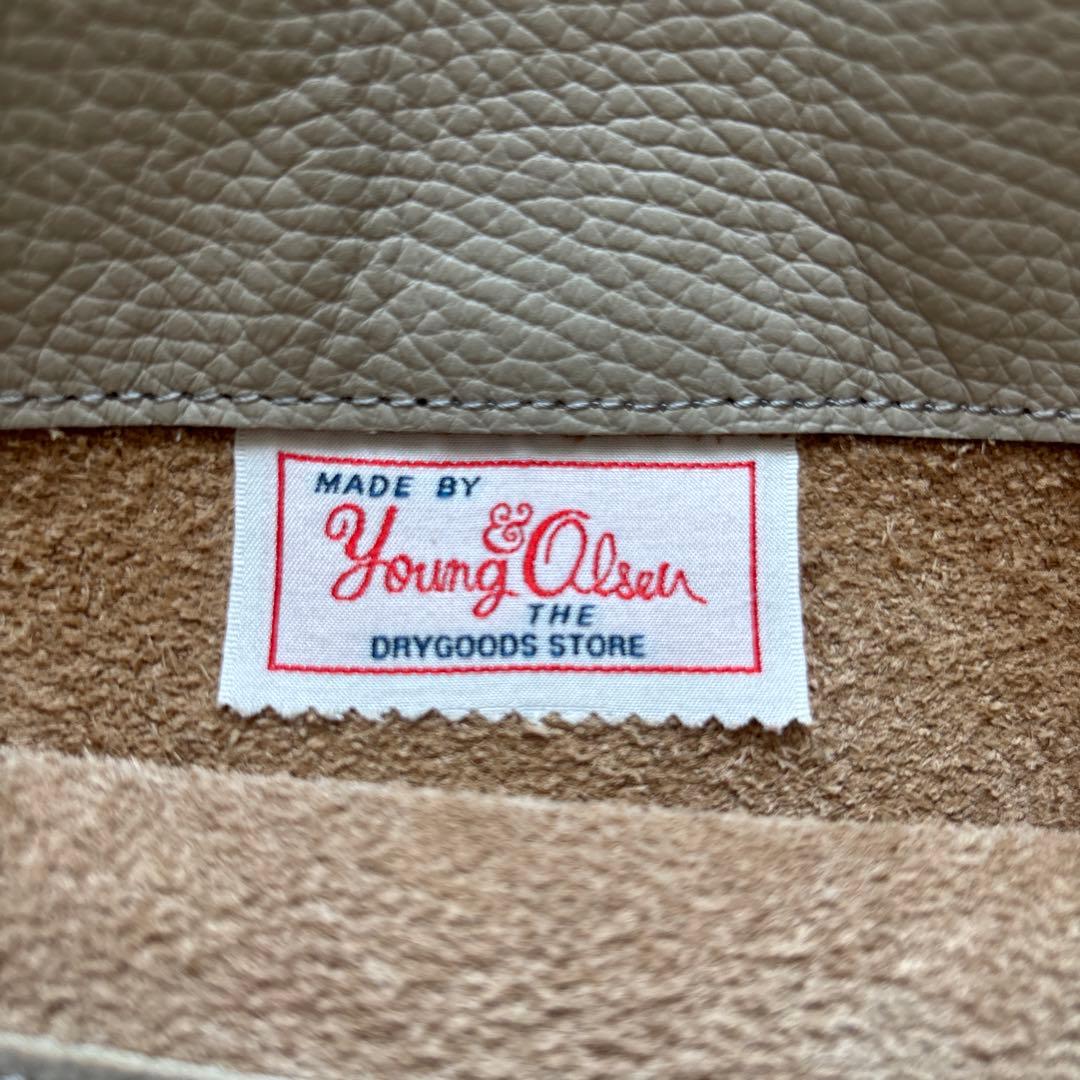 MADE BY
Young & Olsen
THE
DRYGOODS STORE